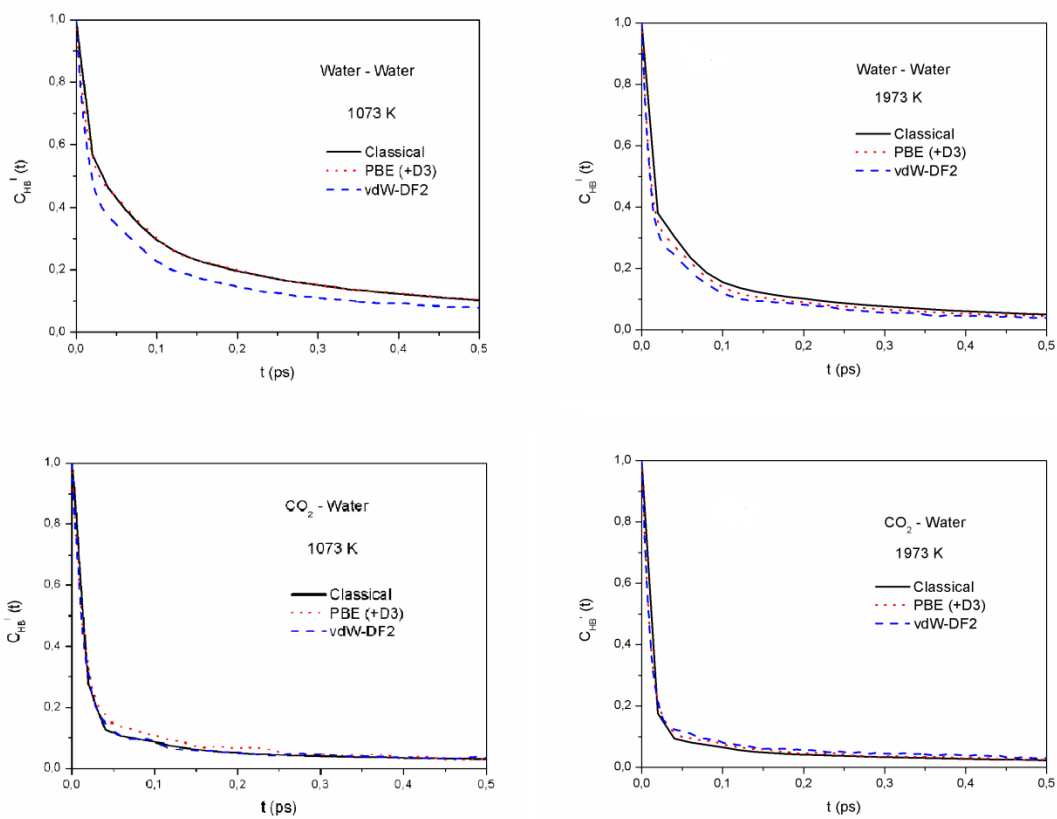 1,0
0,8
0,6
0,4
0,2
0,0
C_HB^I (t)
Water - Water
1073 K
Classical
PBE (+D3)
vdW-DF2
0,0 0,1 0,2 0,3 0,4 0,5
t (ps)
1,0
0,8
0,6
0,4
0,2
0,0
C_HB^I (t)
Water - Water
1973 K
Classical
PBE (+D3)
vdW-DF2
0,0 0,1 0,2 0,3 0,4 0,5
t (ps)
1,0
0,8
0,6
0,4
0,2
0,0
C_HB^I (t)
CO₂ - Water
1073 K
Classical
PBE (+D3)
vdW-DF2
0,0 0,1 0,2 0,3 0,4 0,5
t (ps)
1,0
0,8
0,6
0,4
0,2
0,0
C_HB^I (t)
CO₂ - Water
1973 K
Classical
PBE (+D3)
vdW-DF2
0,0 0,1 0,2 0,3 0,4 0,5
t (ps)